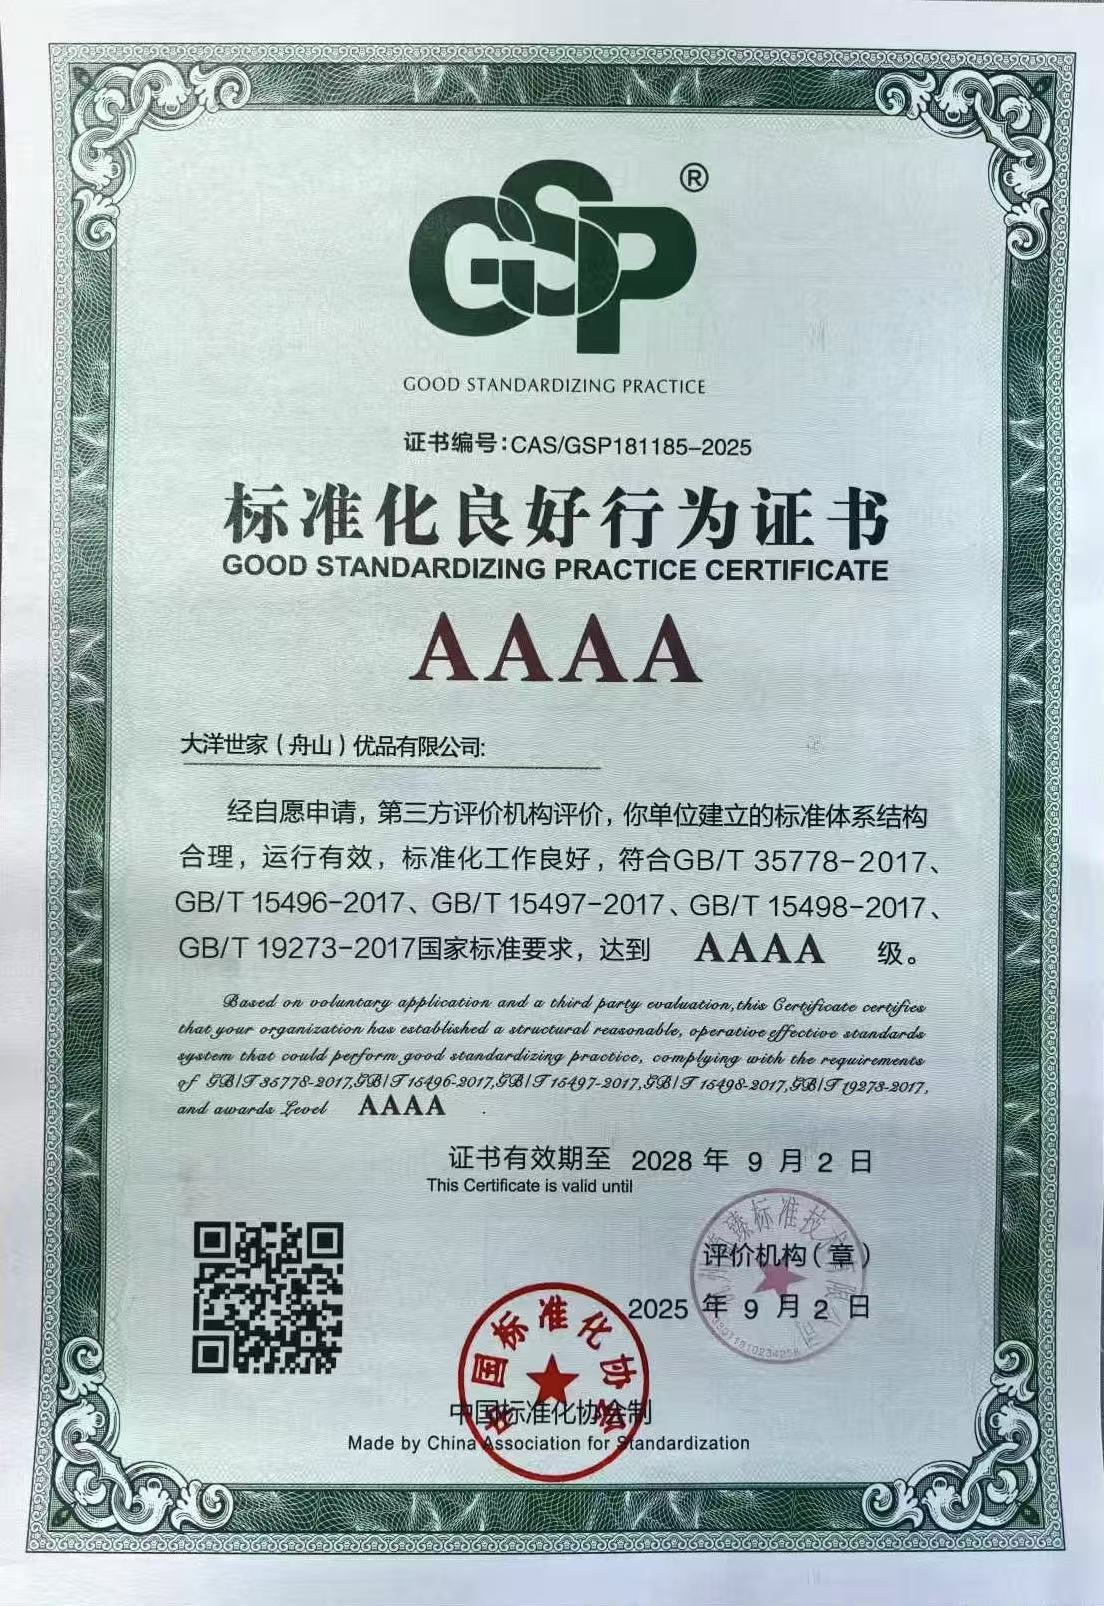 GSP®
GOOD STANDARDIZING PRACTICE
证书编号：CAS/GSP181185-2025
标准化良好行为证书
GOOD STANDARDIZING PRACTICE CERTIFICATE
AAAA
大洋世家（舟山）优品有限公司:
经自愿申请，第三方评价机构评价，你单位建立的标准体系结构
合理，运行有效，标准化工作良好，符合GB/T 35778-2017、
GB/T 15496-2017、GB/T 15497-2017、GB/T 15498-2017、
GB/T 19273-2017国家标准要求，达到 AAAA 级。
Based on voluntary application and a third party evaluation,this Certificate certifies
that your organization has established a structural reasonable, operative effective standards
system that could perform good standardizing practice, complying with the requirements
of GB/T 35778-2017,GB/T 15496-2017,GB/T 15497-2017,GB/T 15498-2017,GB/T 19273-2017,
and awards Level AAAA .
证书有效期至 2028 年 9 月 2 日
This Certificate is valid until
评价机构（章）
2025 年 9 月 2 日
臻标准技术有限公司
中国标准化协会
中国标准化协会制
Made by China Association for Standardization